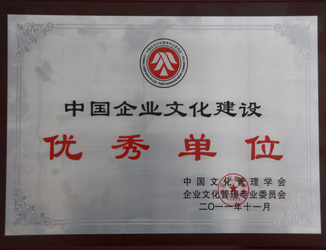 中国企业文化建设
优秀单位
中国文化管理学会
企业文化管理专业委员会
二〇一一年十一月